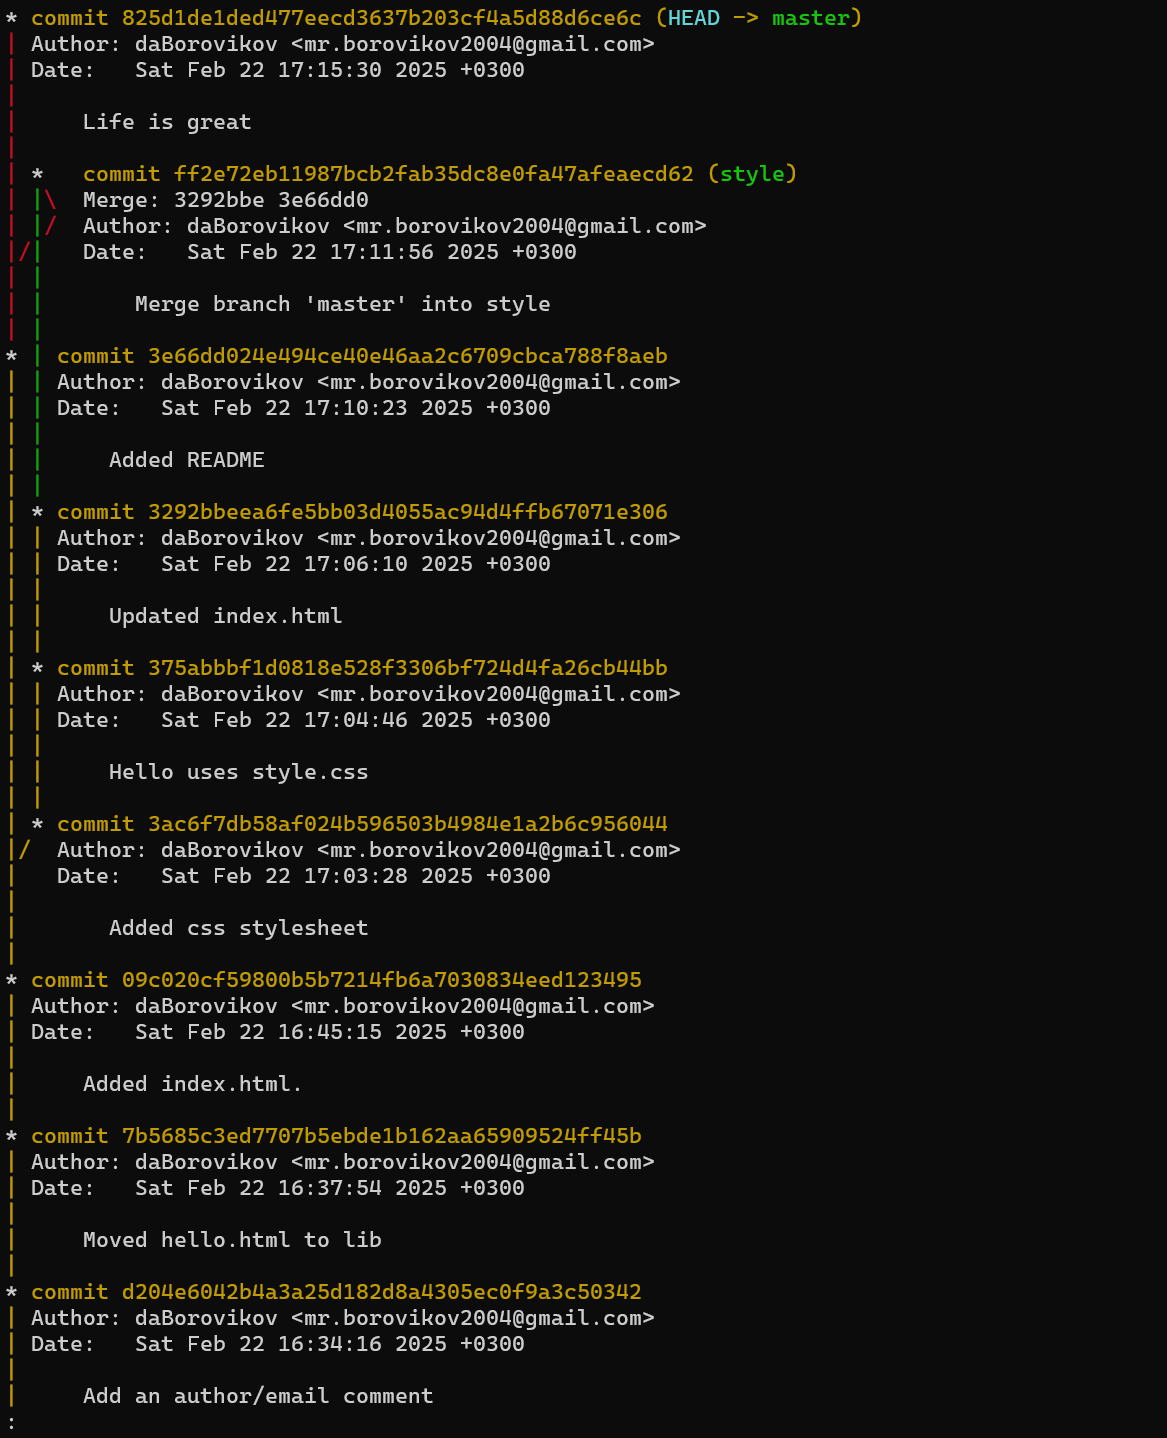 * commit 825d1de1ded477eecd3637b203cf4a5d88d6ce6c (HEAD -> master)
| Author: daBorovikov <mr.borovikov2004@gmail.com>
| Date:   Sat Feb 22 17:15:30 2025 +0300
|
|     Life is great
|
| *   commit ff2e72eb11987bcb2fab35dc8e0fa47afeaecd62 (style)
| |\  Merge: 3292bbe 3e66dd0
| |/  Author: daBorovikov <mr.borovikov2004@gmail.com>
|/|   Date:   Sat Feb 22 17:11:56 2025 +0300
| |
| |       Merge branch 'master' into style
| |
* | commit 3e66dd024e494ce40e46aa2c6709cbca788f8aeb
| | Author: daBorovikov <mr.borovikov2004@gmail.com>
| | Date:   Sat Feb 22 17:10:23 2025 +0300
| |
| |     Added README
| |
| * commit 3292bbeea6fe5bb03d4055ac94d4ffb67071e306
| | Author: daBorovikov <mr.borovikov2004@gmail.com>
| | Date:   Sat Feb 22 17:06:10 2025 +0300
| |
| |     Updated index.html
| |
| * commit 375abbbf1d0818e528f3306bf724d4fa26cb44bb
| | Author: daBorovikov <mr.borovikov2004@gmail.com>
| | Date:   Sat Feb 22 17:04:46 2025 +0300
| |
| |     Hello uses style.css
| |
| * commit 3ac6f7db58af024b596503b4984e1a2b6c956044
|/  Author: daBorovikov <mr.borovikov2004@gmail.com>
|   Date:   Sat Feb 22 17:03:28 2025 +0300
|
|       Added css stylesheet
|
* commit 09c020cf59800b5b7214fb6a7030834eed123495
| Author: daBorovikov <mr.borovikov2004@gmail.com>
| Date:   Sat Feb 22 16:45:15 2025 +0300
|
|     Added index.html.
|
* commit 7b5685c3ed7707b5ebde1b162aa65909524ff45b
| Author: daBorovikov <mr.borovikov2004@gmail.com>
| Date:   Sat Feb 22 16:37:54 2025 +0300
|
|     Moved hello.html to lib
|
* commit d204e6042b4a3a25d182d8a4305ec0f9a3c50342
| Author: daBorovikov <mr.borovikov2004@gmail.com>
| Date:   Sat Feb 22 16:34:16 2025 +0300
|
|     Add an author/email comment
: